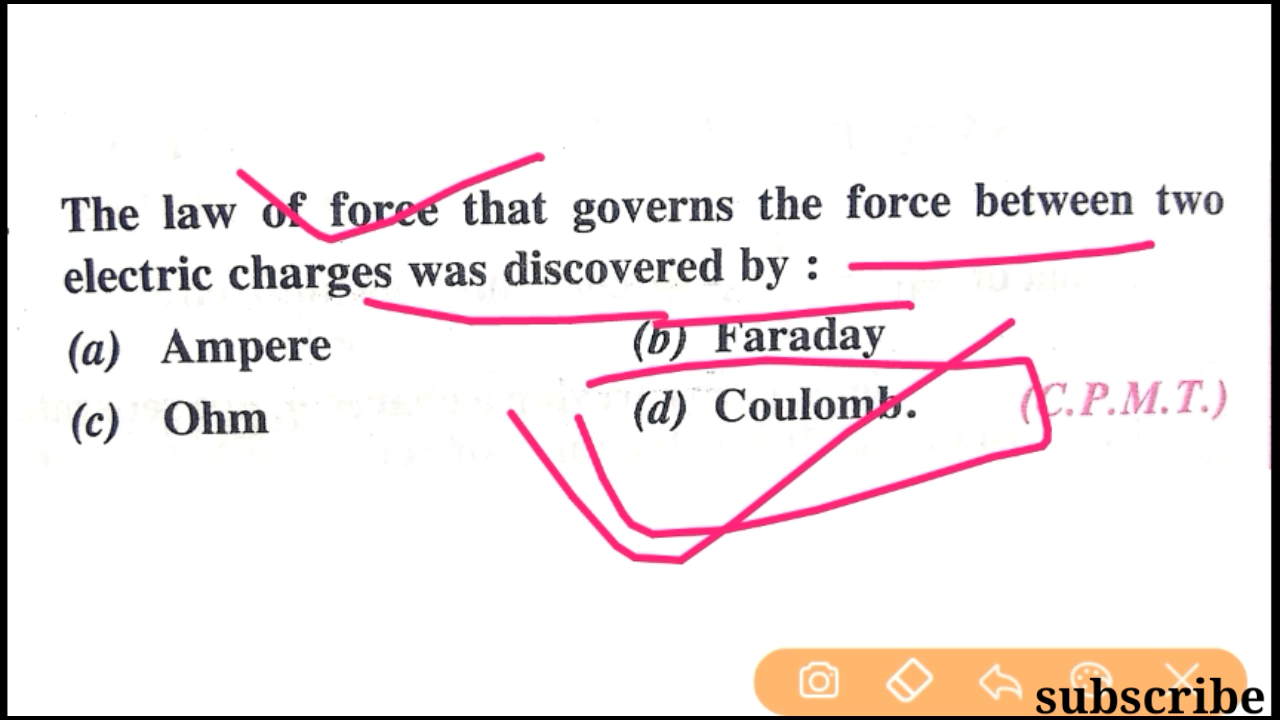 The law of force that governs the force between two
electric charges was discovered by :
(a) Ampere (b) Faraday
(c) Ohm (d) Coulomb. (C.P.M.T.)
subscribe